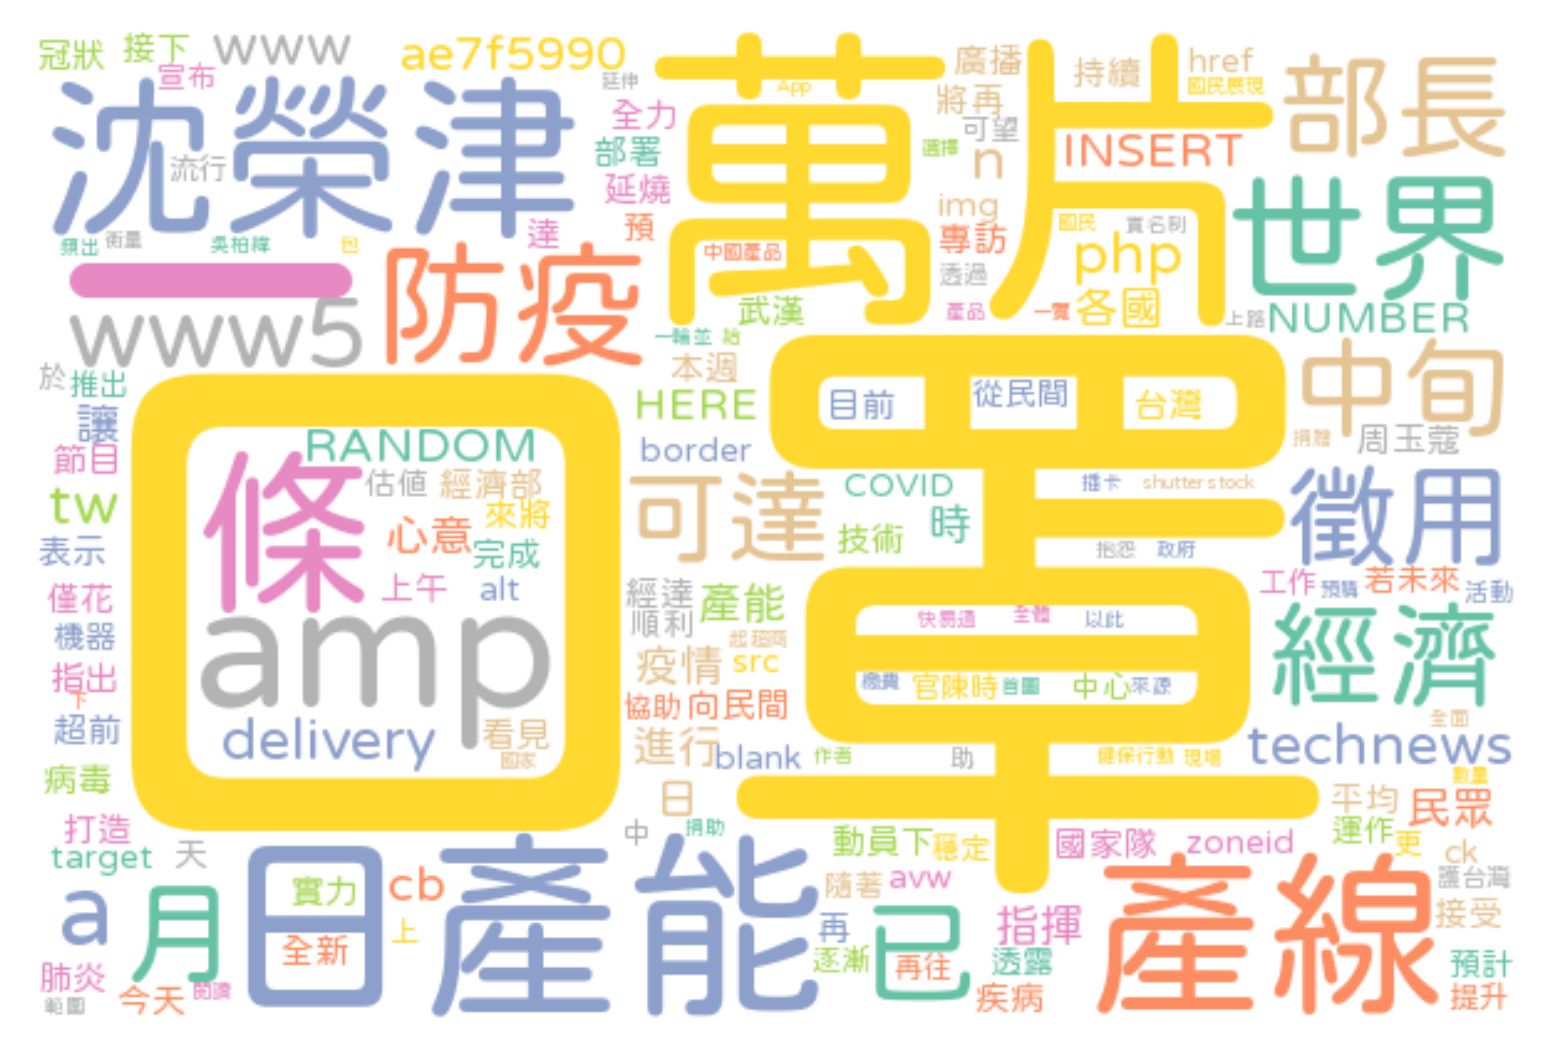 冠狀 接下 www ae7f5990 萬片 廣播 持續 href 部長
宣布 延伸 App 國民展現
沈榮津 全力 將再
流行 部署 選擇 可望 n INSERT 世界
延燒 img
頻出 衡量 吳柏緯 包 達 預 中國產品 專訪 國民 實名制 php
一 防疫 透過
www5 武漢 產品 一覽 各國 上路 NUMBER
一輪並 給
於 推出 本週 口罩 中旬
讓 HERE 目前 從民間 台灣
節目 RANDOM border 捐贈 周玉蔻
條 估值 經濟部 可達 COVID 播卡 shutterstock 徵用
tw 來將 時
表示 心意 完成 技術 抱怨 政府
僅花 上午 alt 經達 產能 工作 預購 若未來 活動
機器 amp 順利 快易通 全體 以此 經濟
起超商
指出 疫情 src 繳費 官陳時 首圖 中心 來源
下 協助 向民間
超前 delivery 看見 進行 全面
國家 blank 作者 助 健保行動 現場 technews
病毒 日 數量
平均 民眾
打造 中 捐助 動員下 穩定 國家隊 zoneid 運作 更
target 天 ck
a 月 日產能 實力 cb 隨著 avw 產線 護台灣
上 再 已 指揮 接受
肺炎 全新 逐漸 再往 透露 預計
範圍 今天 閱讀 疾病 提升